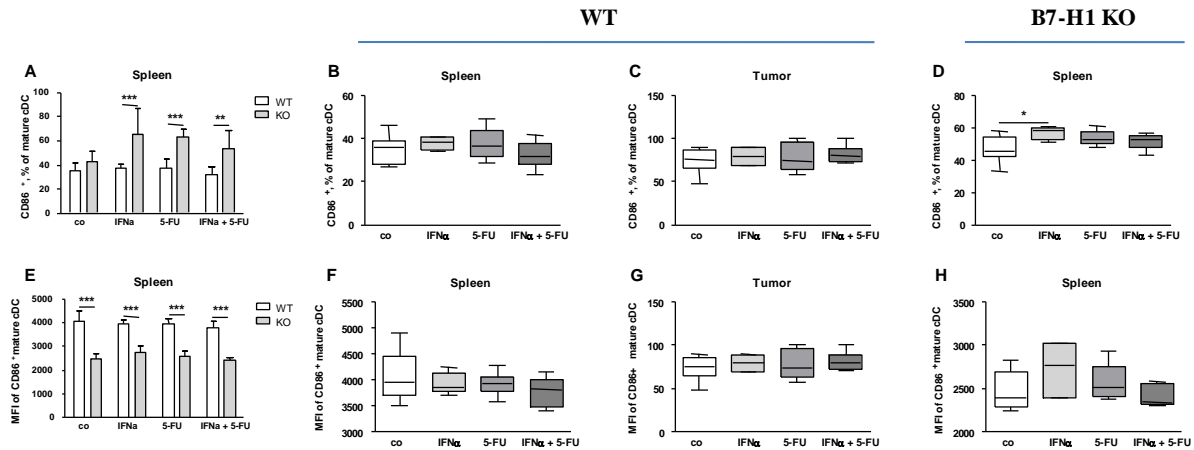 WT
B7-H1 KO
A
Spleen
CD86 +, % of mature cDC
100
80
60
40
20
0
***
***
**
WT
KO
co
IFNa
5-FU
IFNa + 5-FU
B
Spleen
CD86 +, % of mature cDC
60
40
20
0
co
IFNα
5-FU
IFNα + 5-FU
C
Tumor
CD86 +, % of mature cDC
150
100
50
0
co
IFNα
5-FU
IFNα + 5-FU
D
Spleen
CD86 +, % of mature cDC
80
60
40
20
0
*
co
IFNα
5-FU
IFNα + 5-FU
E
Spleen
MFI of CD86 + mature cDC
5000
4000
3000
2000
1000
0
***
***
***
***
WT
KO
co
IFNa
5-FU
IFNa + 5-FU
F
Spleen
MFI of CD86 + mature cDC
5500
5000
4500
4000
3500
3000
co
IFNα
5-FU
IFNα + 5-FU
G
Tumor
MFI of CD86+ mature cDC
150
100
50
0
co
IFNα
5-FU
IFNα + 5-FU
H
Spleen
MFI of CD86 +mature cDC
3500
3000
2500
2000
co
IFNα
5-FU
IFNα + 5-FU